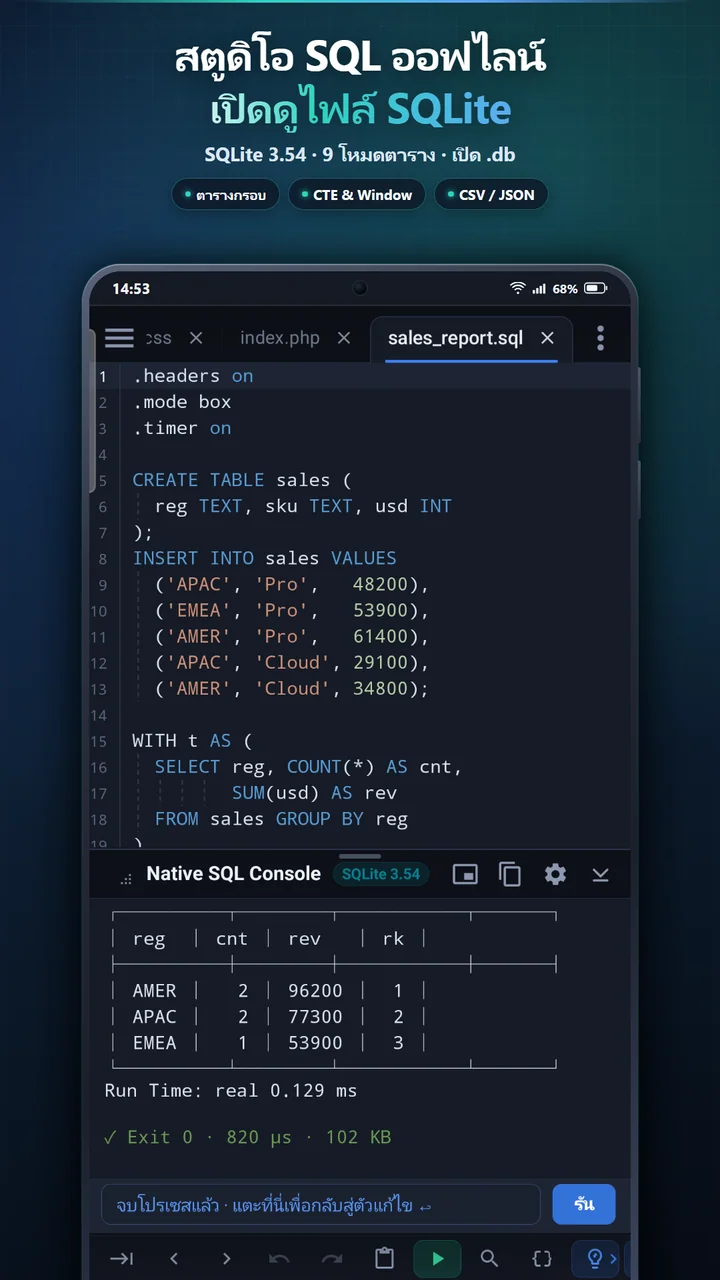 สตูดิโอ SQL ออฟไลน์
เปิดดูไฟล์ SQLite
SQLite 3.54 · 9 โหมดตาราง · เปิด .db
ตารางกรอบ CTE & Window CSV / JSON
14:53 68%
css index.php sales_report.sql
1 .headers on
2 .mode box
3 .timer on
4
5 CREATE TABLE sales (
6 reg TEXT, sku TEXT, usd INT
7 );
8 INSERT INTO sales VALUES
9 ('APAC', 'Pro', 48200),
10 ('EMEA', 'Pro', 53900),
11 ('AMER', 'Pro', 61400),
12 ('APAC', 'Cloud', 29100),
13 ('AMER', 'Cloud', 34800);
14
15 WITH t AS (
16 SELECT reg, COUNT(*) AS cnt,
17 SUM(usd) AS rev
18 FROM sales GROUP BY reg
19 )
Native SQL Console SQLite 3.54
reg cnt rev rk
AMER 2 96200 1
APAC 2 77300 2
EMEA 1 53900 3
Run Time: real 0.129 ms
✓ Exit 0 · 820 µs · 102 KB
จบโปรเซสแล้ว · แตะที่นี่เพื่อกลับสู่ตัวแก้ไข ↩ รัน